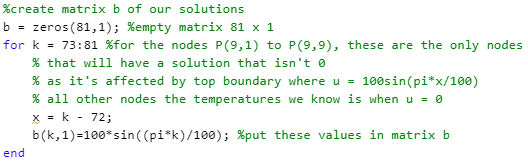 %create matrix b of our solutions
b = zeros(81,1); %empty matrix 81 x 1
for k = 73:81 %for the nodes P(9,1) to P(9,9), these are the only nodes
% that will have a solution that isn't 0
% as it's affected by top boundary where u = 100sin(pi*x/100)
% all other nodes the temperatures we know is when u = 0
x = k - 72;
b(k,1)=100*sin((pi*k)/100); %put these values in matrix b
end